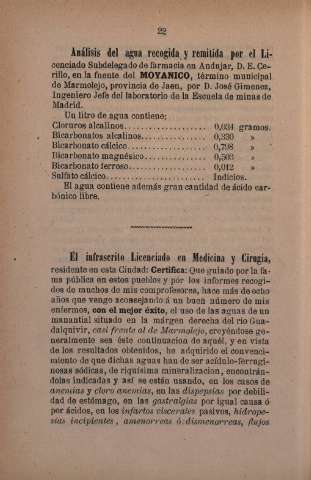 22
Análisis del agua recogida y remitida por el Li-
cenciado Subdelegado de farmacia en Andujar, D. E. Ce-
rillo, en la fuente del MOYANICO, término municipal
de Marmolejo, provincia de Jaen, por D. José Gimenez,
Ingeniero Jefe del laboratorio de la Escuela de minas de
Madrid.
Un litro de agua contiene:
Cloruros alcalinos.................... 0,034 gramos.
Bicarbonatos alcalinos................ 0,330 »
Bicarbonato cálcico................... 0,798 »
Bicarbonato magnésico................. 0,302 »
Bicarbonato ferroso................... 0,012 »
Sulfato cálcico....................... Indicios.
El agua contiene además gran cantidad de ácido car-
bónico libre.
El infrascrito Licenciado en Medicina y Cirugia,
residente en esta Ciudad: Certifica: Que guiado por la fa-
ma pública en estos pueblos y por los informes recogi-
dos de muchos de mis comprofesores, hace más de ocho
años que vengo aconsejando á un buen número de mis
enfermos, con el mejor éxito, el uso de las aguas de un
manantial situado en la márgen derecha del rio Gua-
dalquivir, casi frente al de Marmolejo, creyéndose ge-
neralmente sea éste continuacion de aquél, y en vista
de los resultados obtenidos, he adquirido el convenci-
miento de que dichas aguas han de ser acídulo-ferrugi-
nosas sódicas, de riquísima mineralizacion, encontrán-
dolas indicadas y así se están usando, en los casos de
anemias y cloro anemias, en las dispepsias por debili-
dad de estómago, en las gastralgias por igual causa ó
por ácidos, en los infartos viscerales pasivos, hidrope-
sias incipientes, amenorreas ó dismenorreas, flujos